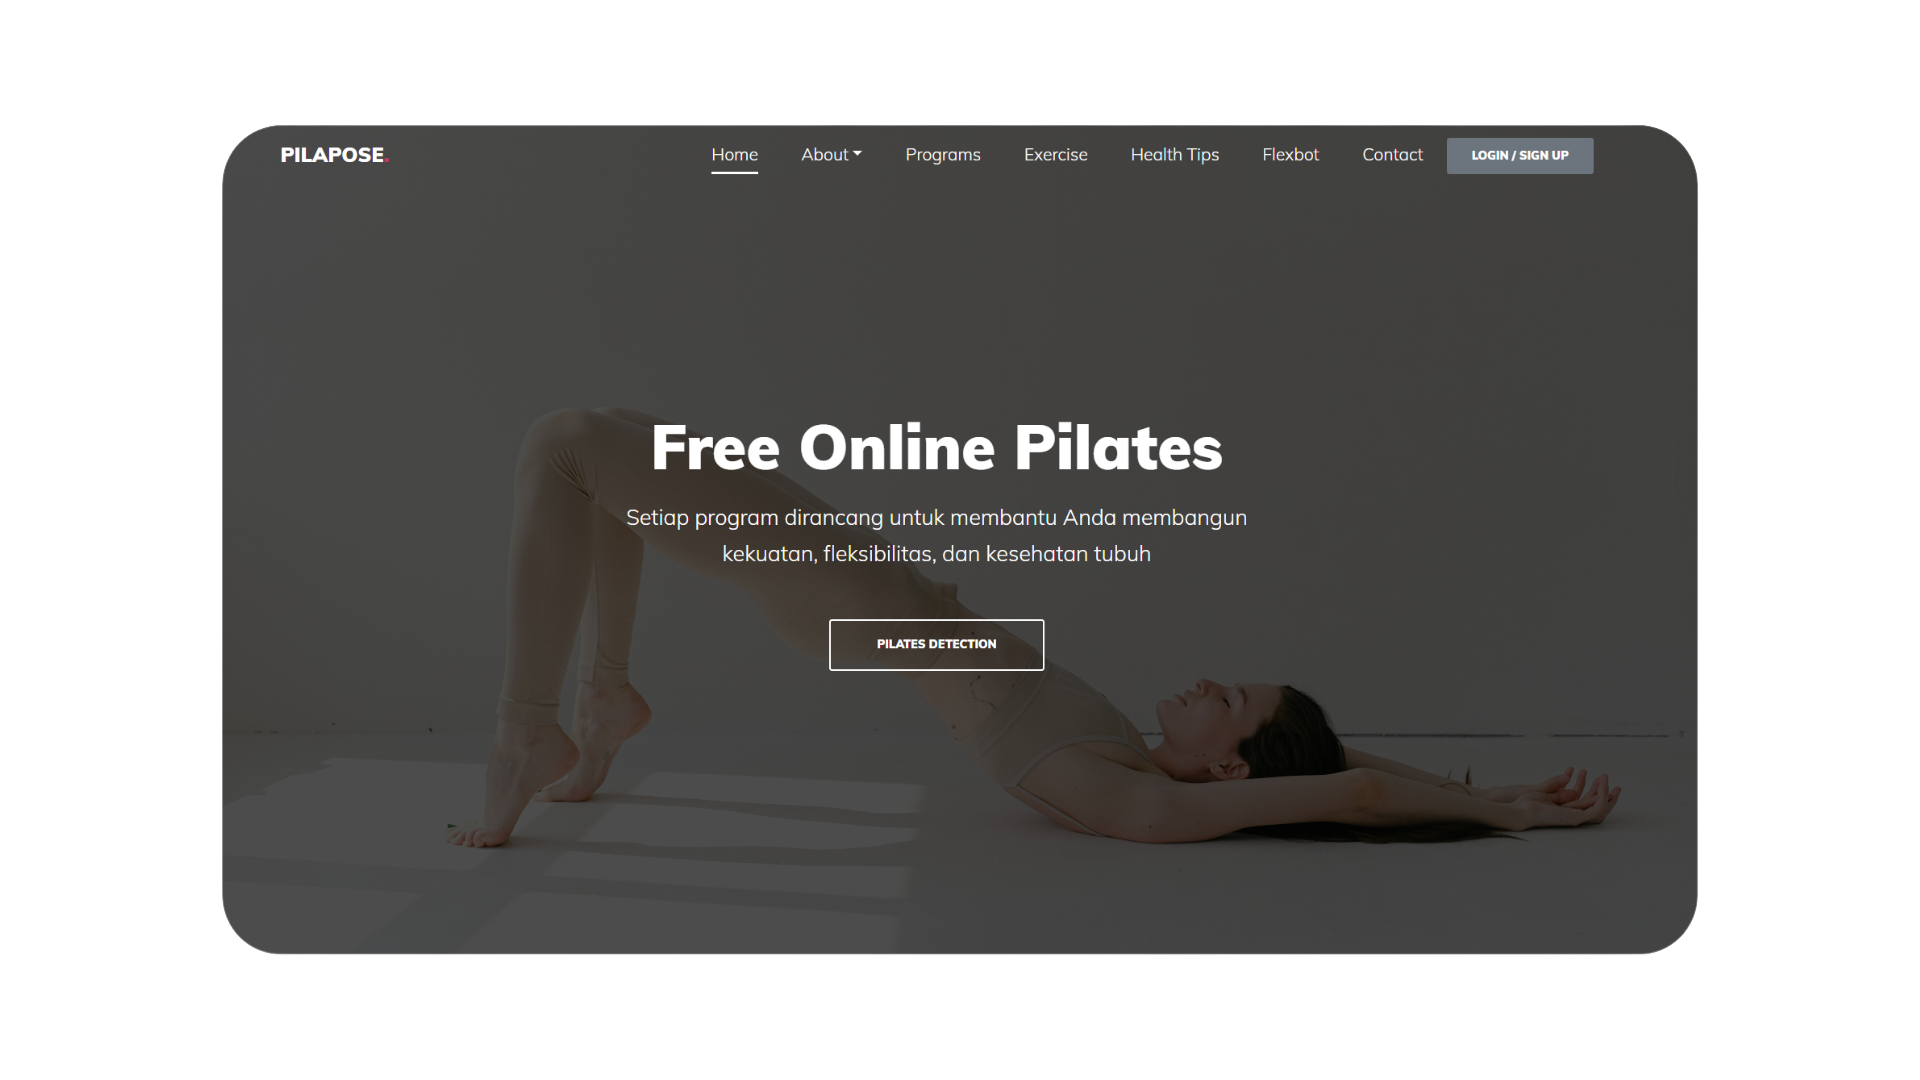 PILAPOSE.
Home About Programs Exercise Health Tips Flexbot Contact LOGIN / SIGN UP
Free Online Pilates
Setiap program dirancang untuk membantu Anda membangun
kekuatan, fleksibilitas, dan kesehatan tubuh
PILATES DETECTION